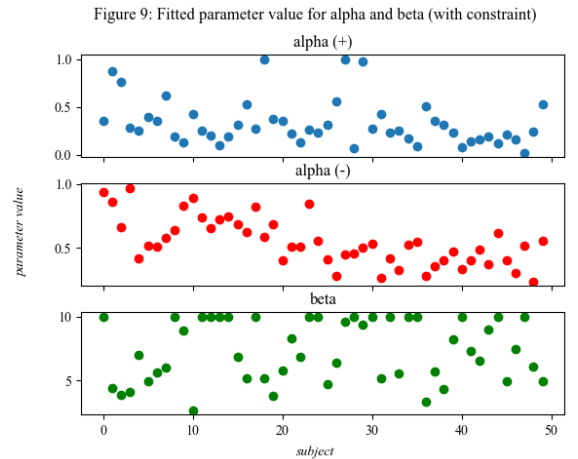 Figure 9: Fitted parameter value for alpha and beta (with constraint)
alpha (+)
1.0
0.5
0.0
alpha (-)
1.0
0.5
parameter value
beta
10
5
0 10 20 30 40 50
subject